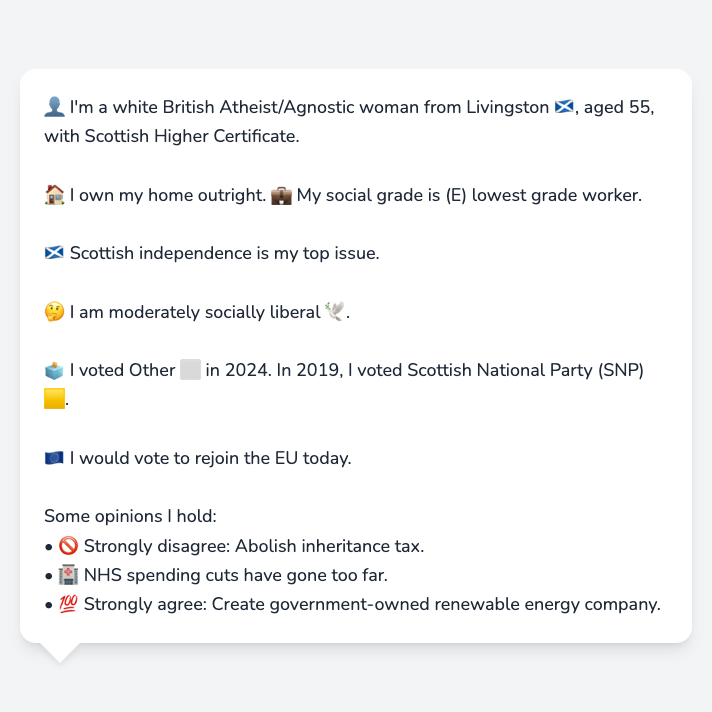 👤 I'm a white British Atheist/Agnostic woman from Livingston 🏴󠁧󠁢󠁳󠁣󠁴󠁿, aged 55,
with Scottish Higher Certificate.
🏠 I own my home outright. 💼 My social grade is (E) lowest grade worker.
🏴󠁧󠁢󠁳󠁣󠁴󠁿 Scottish independence is my top issue.
🤔 I am moderately socially liberal 🕊️.
🗳️ I voted Other ⬜ in 2024. In 2019, I voted Scottish National Party (SNP)
🟨.
🇪🇺 I would vote to rejoin the EU today.
Some opinions I hold:
• 🚫 Strongly disagree: Abolish inheritance tax.
• 🏥 NHS spending cuts have gone too far.
• 💯 Strongly agree: Create government-owned renewable energy company.